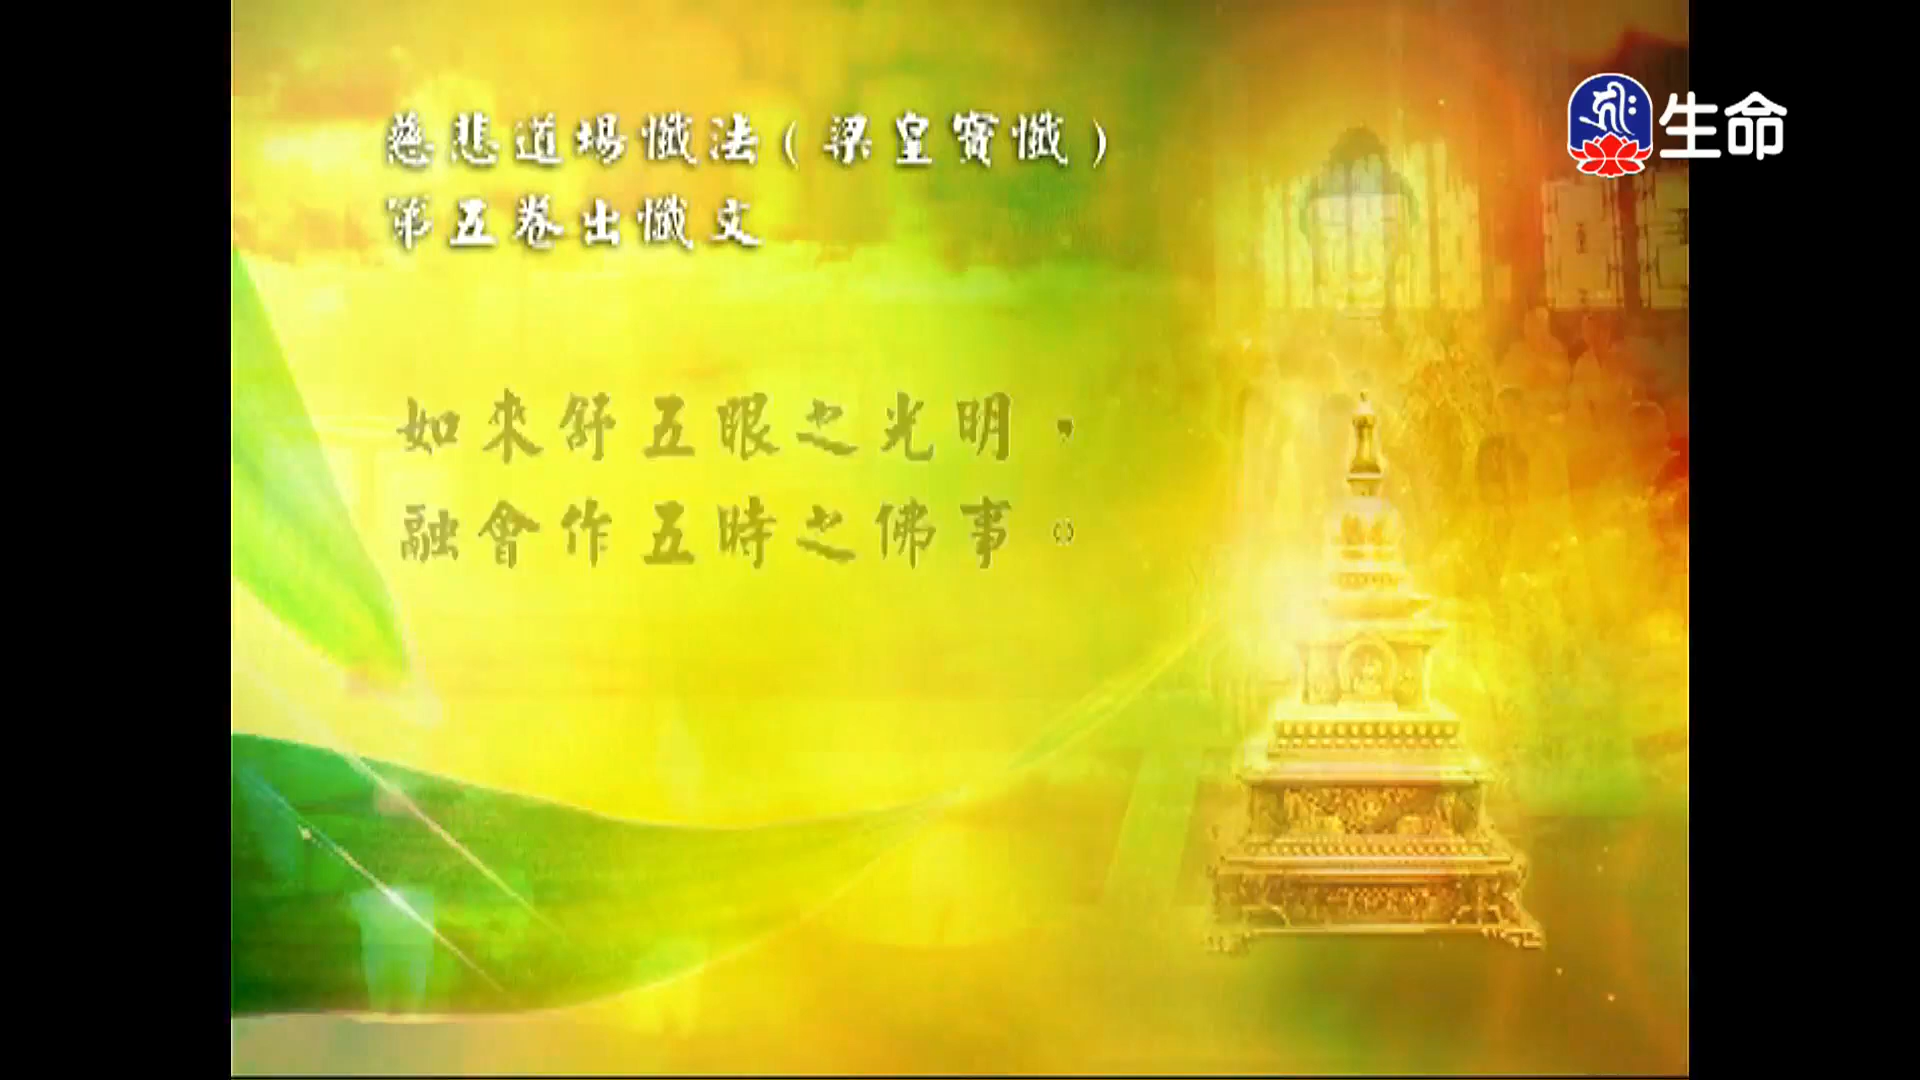 慈悲道場懺法(梁皇寶懺)
第五卷出懺文
生命
如來舒五眼之光明，
融會作五時之佛事。